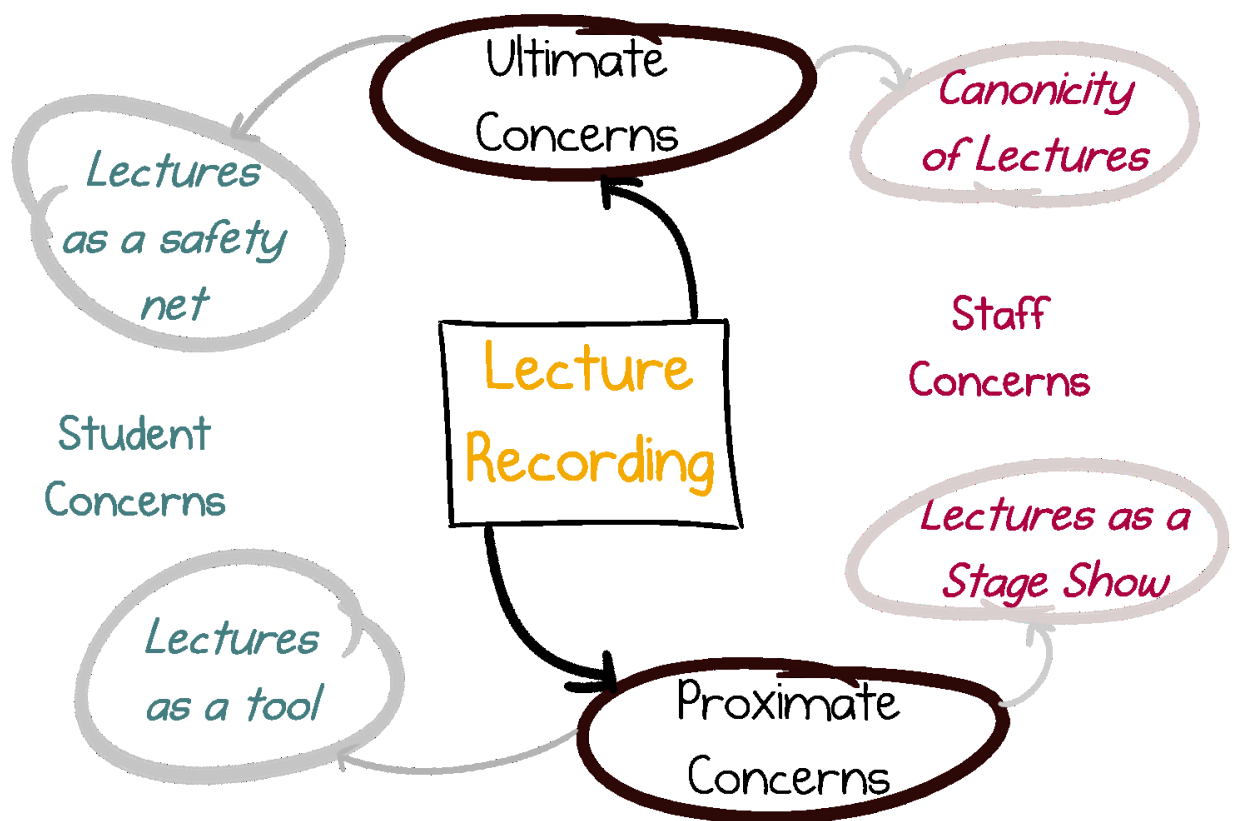 Ultimate
Concerns
Canonicity
of Lectures
Lectures
as a safety
net
Staff
Concerns
Lecture
Recording
Student
Concerns
Lectures as a
Stage Show
Lectures
as a tool
Proximate
Concerns